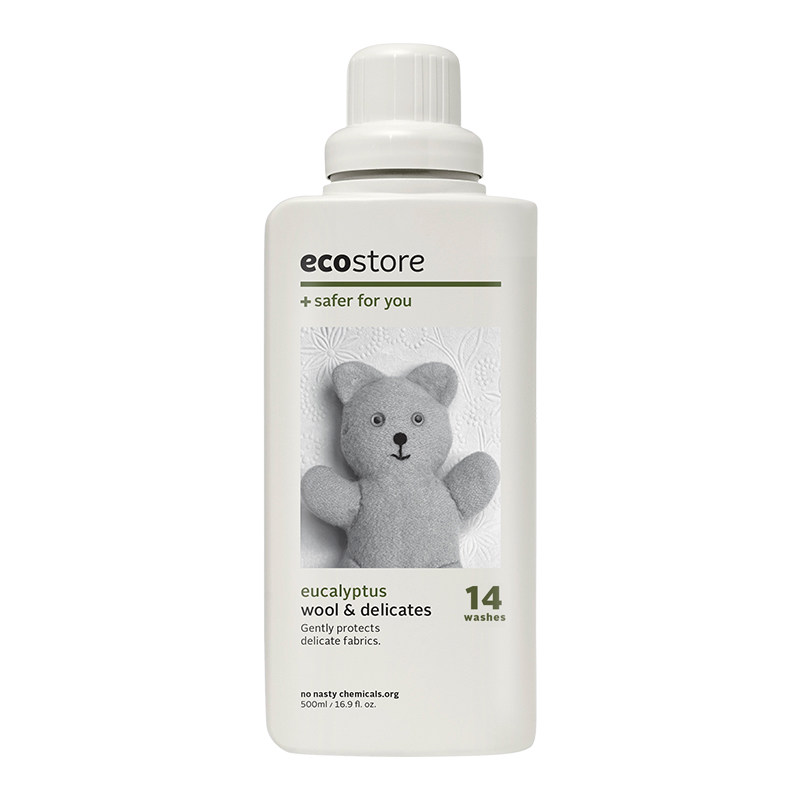 ecostore
+ safer for you
eucalyptus
wool & delicates
Gently protects
delicate fabrics.
14
washes
no nasty chemicals.org
500ml / 16.9 fl. oz.